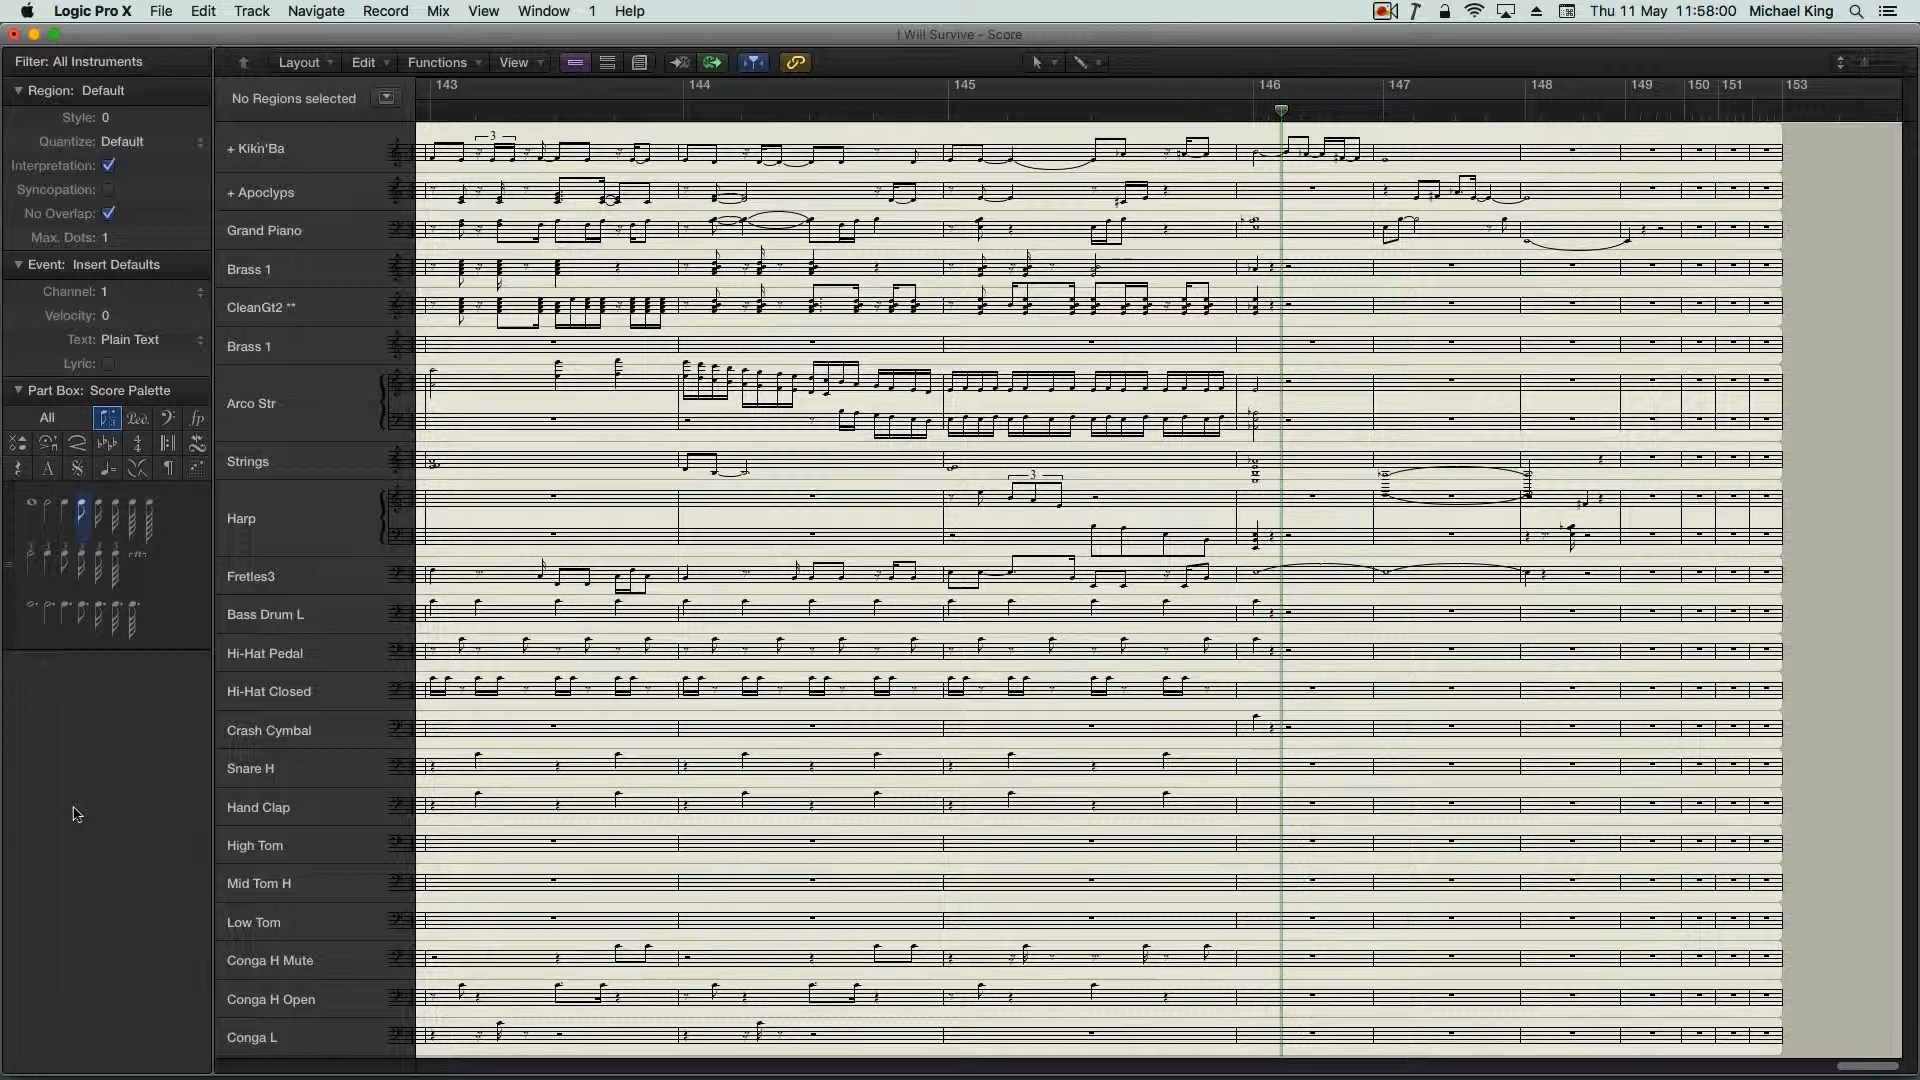 Logic Pro X File Edit Track Navigate Record Mix View Window 1 Help Thu 11 May 11:58:00 Michael King
I Will Survive - Score
Filter: All Instruments
Layout Edit Functions View
Region: Default
No Regions selected
143 144 145 146 147 148 149 150 151 153
Style: 0
Quantize: Default
Interpretation:
Syncopation:
No Overlap:
Max. Dots: 1
Event: Insert Defaults
Channel: 1
Velocity: 0
Text: Plain Text
Lyric:
Part Box: Score Palette
All
+ Kikn'Ba
+ Apoclyps
Grand Piano
Brass 1
CleanGt2 **
Brass 1
Arco Str
Strings
Harp
Fretles3
Bass Drum L
Hi-Hat Pedal
Hi-Hat Closed
Crash Cymbal
Snare H
Hand Clap
High Tom
Mid Tom H
Low Tom
Conga H Mute
Conga H Open
Conga L
3
3